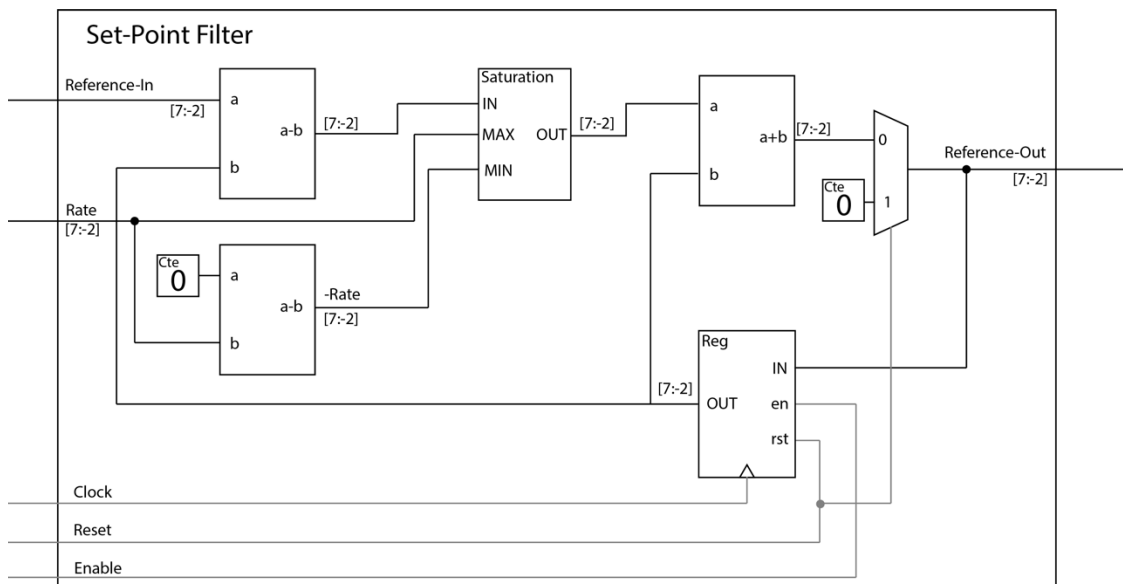 Set-Point Filter
Reference-In
[7:-2]
a
b
a-b
[7:-2]
Saturation
IN
MAX
MIN
OUT
[7:-2]
a
b
a+b
[7:-2]
0
Cte
0
1
Reference-Out
[7:-2]
Rate
[7:-2]
Cte
0
a
b
a-b
-Rate
[7:-2]
Reg
IN
[7:-2]
OUT
en
rst
Clock
Reset
Enable